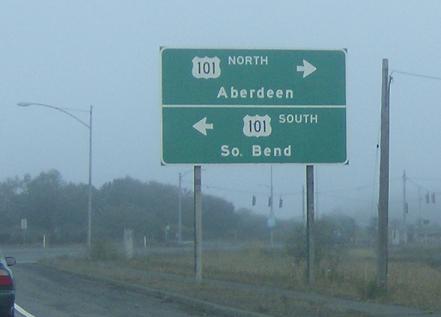 101 NORTH
Aberdeen
101 SOUTH
So. Bend